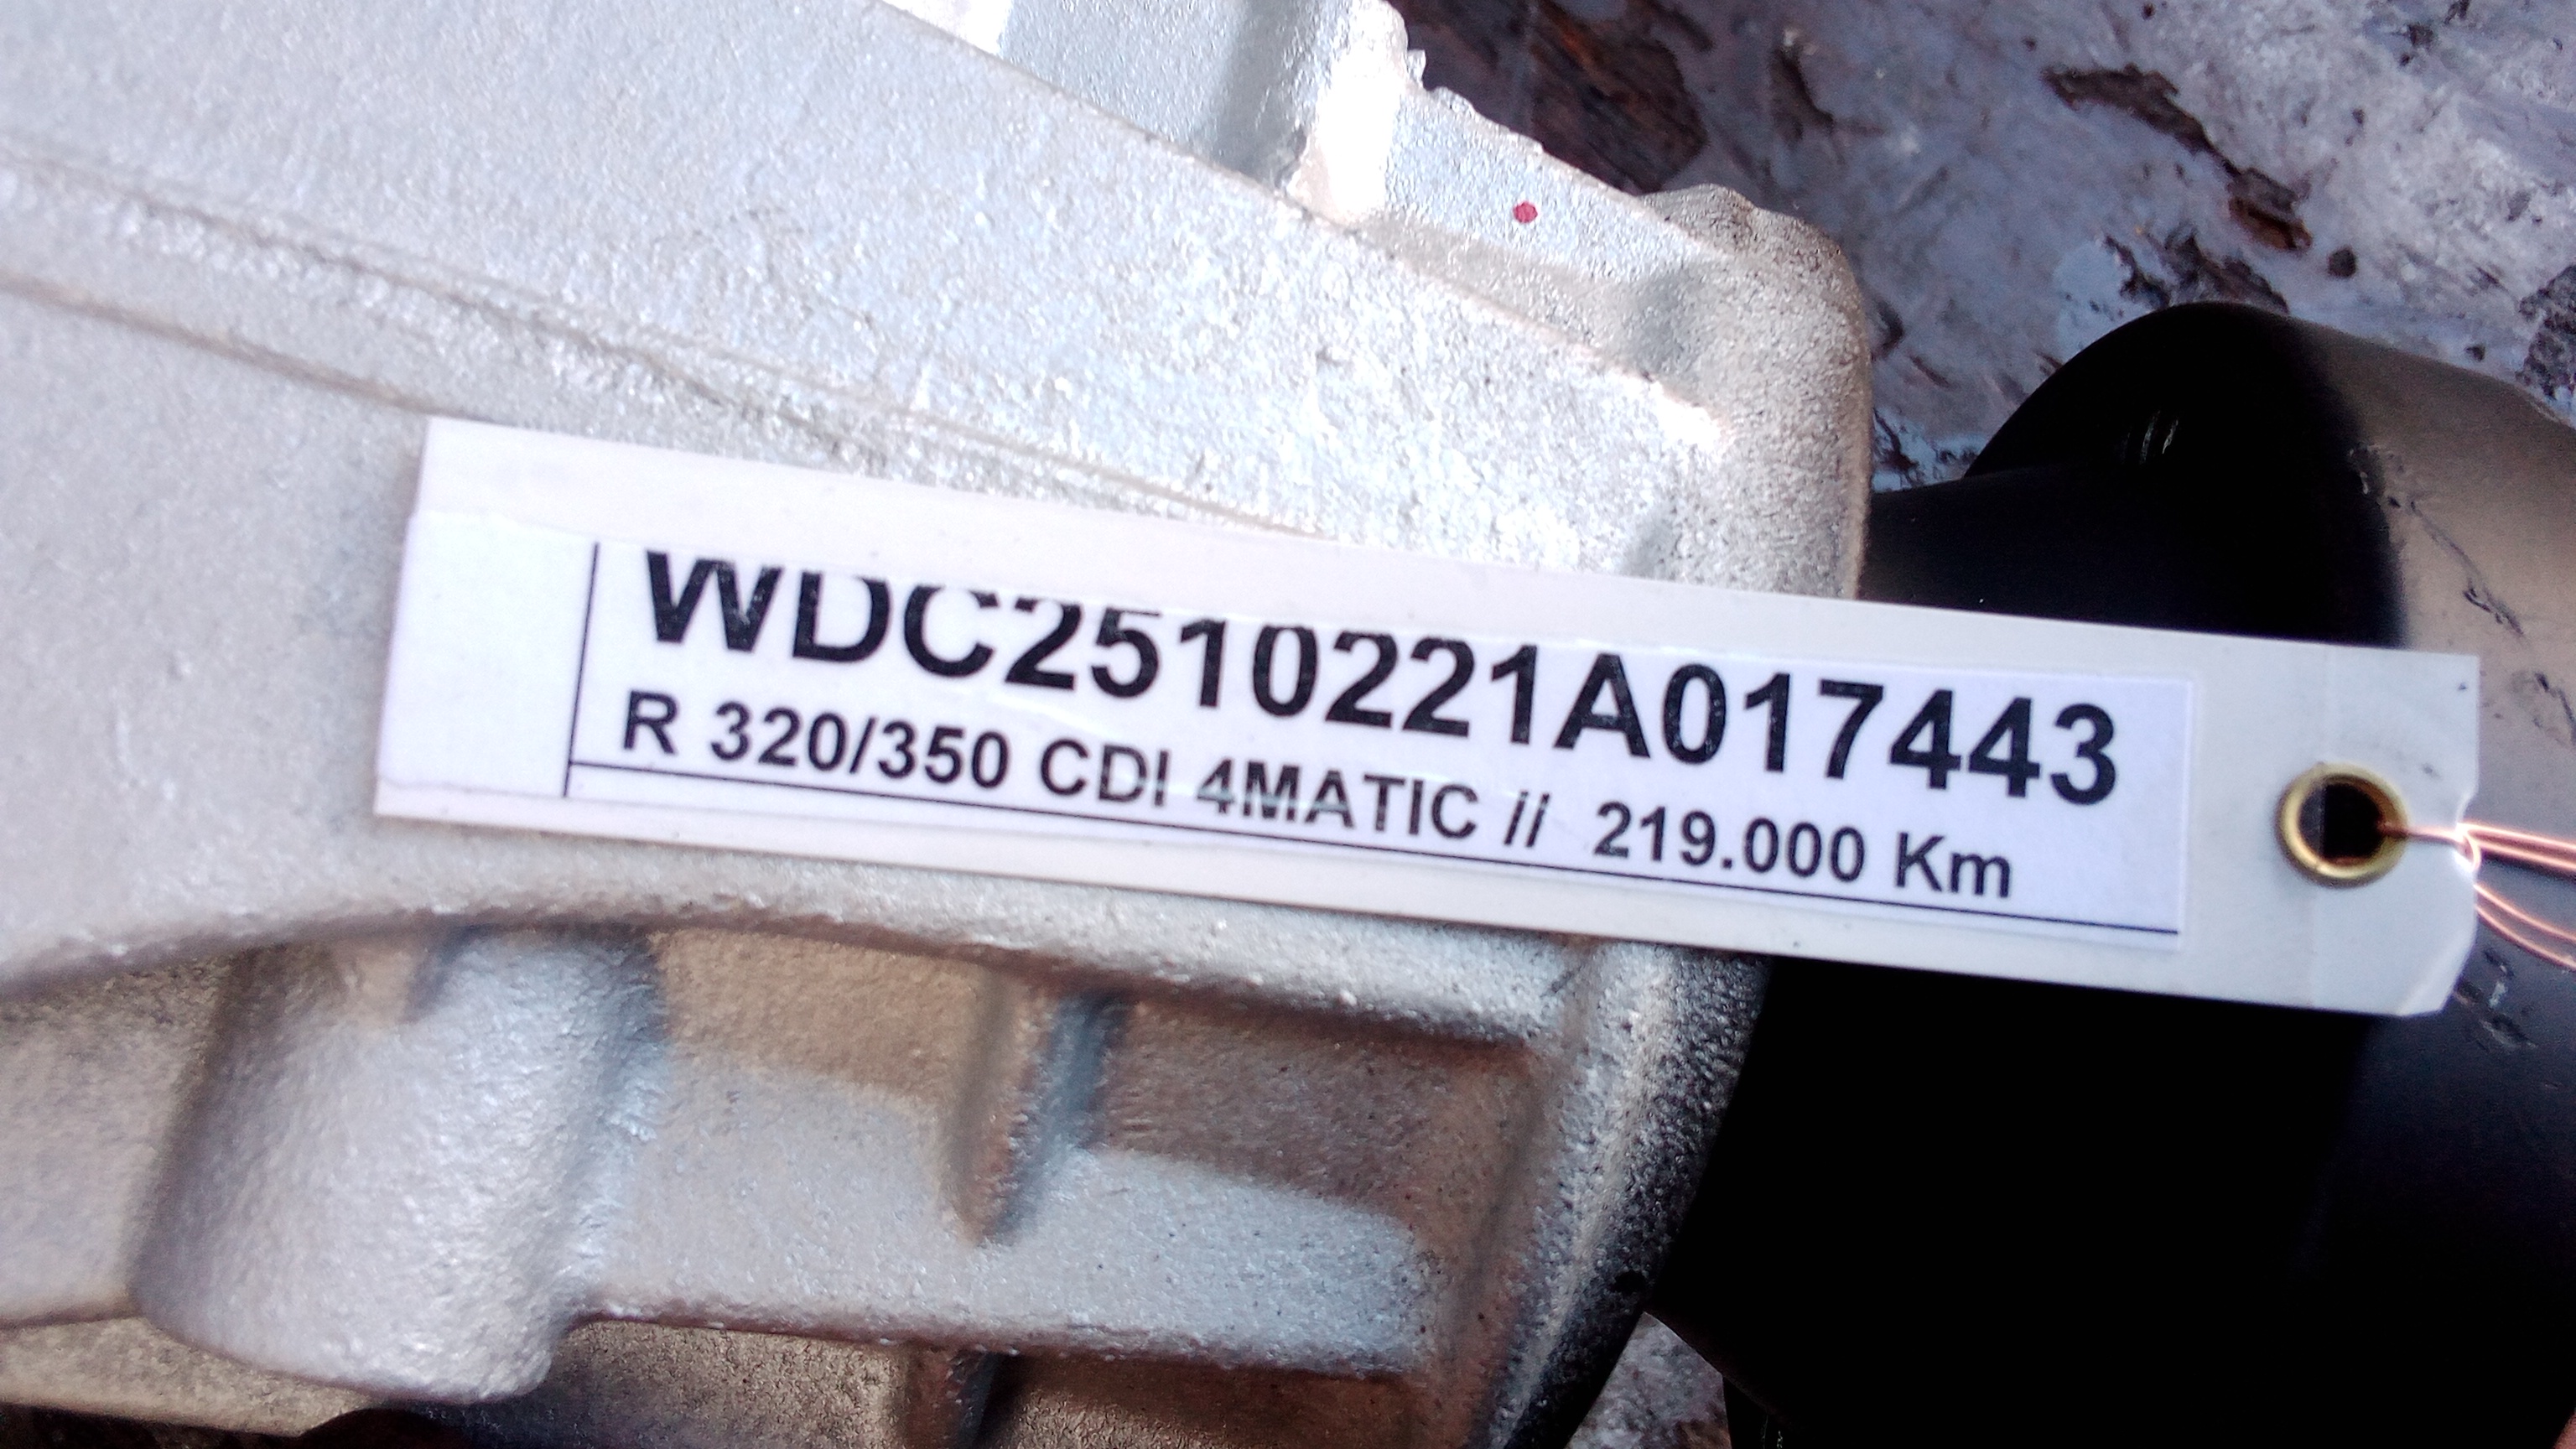 WDC2510221A017443
R 320/350 CDI 4MATIC // 219.000 Km